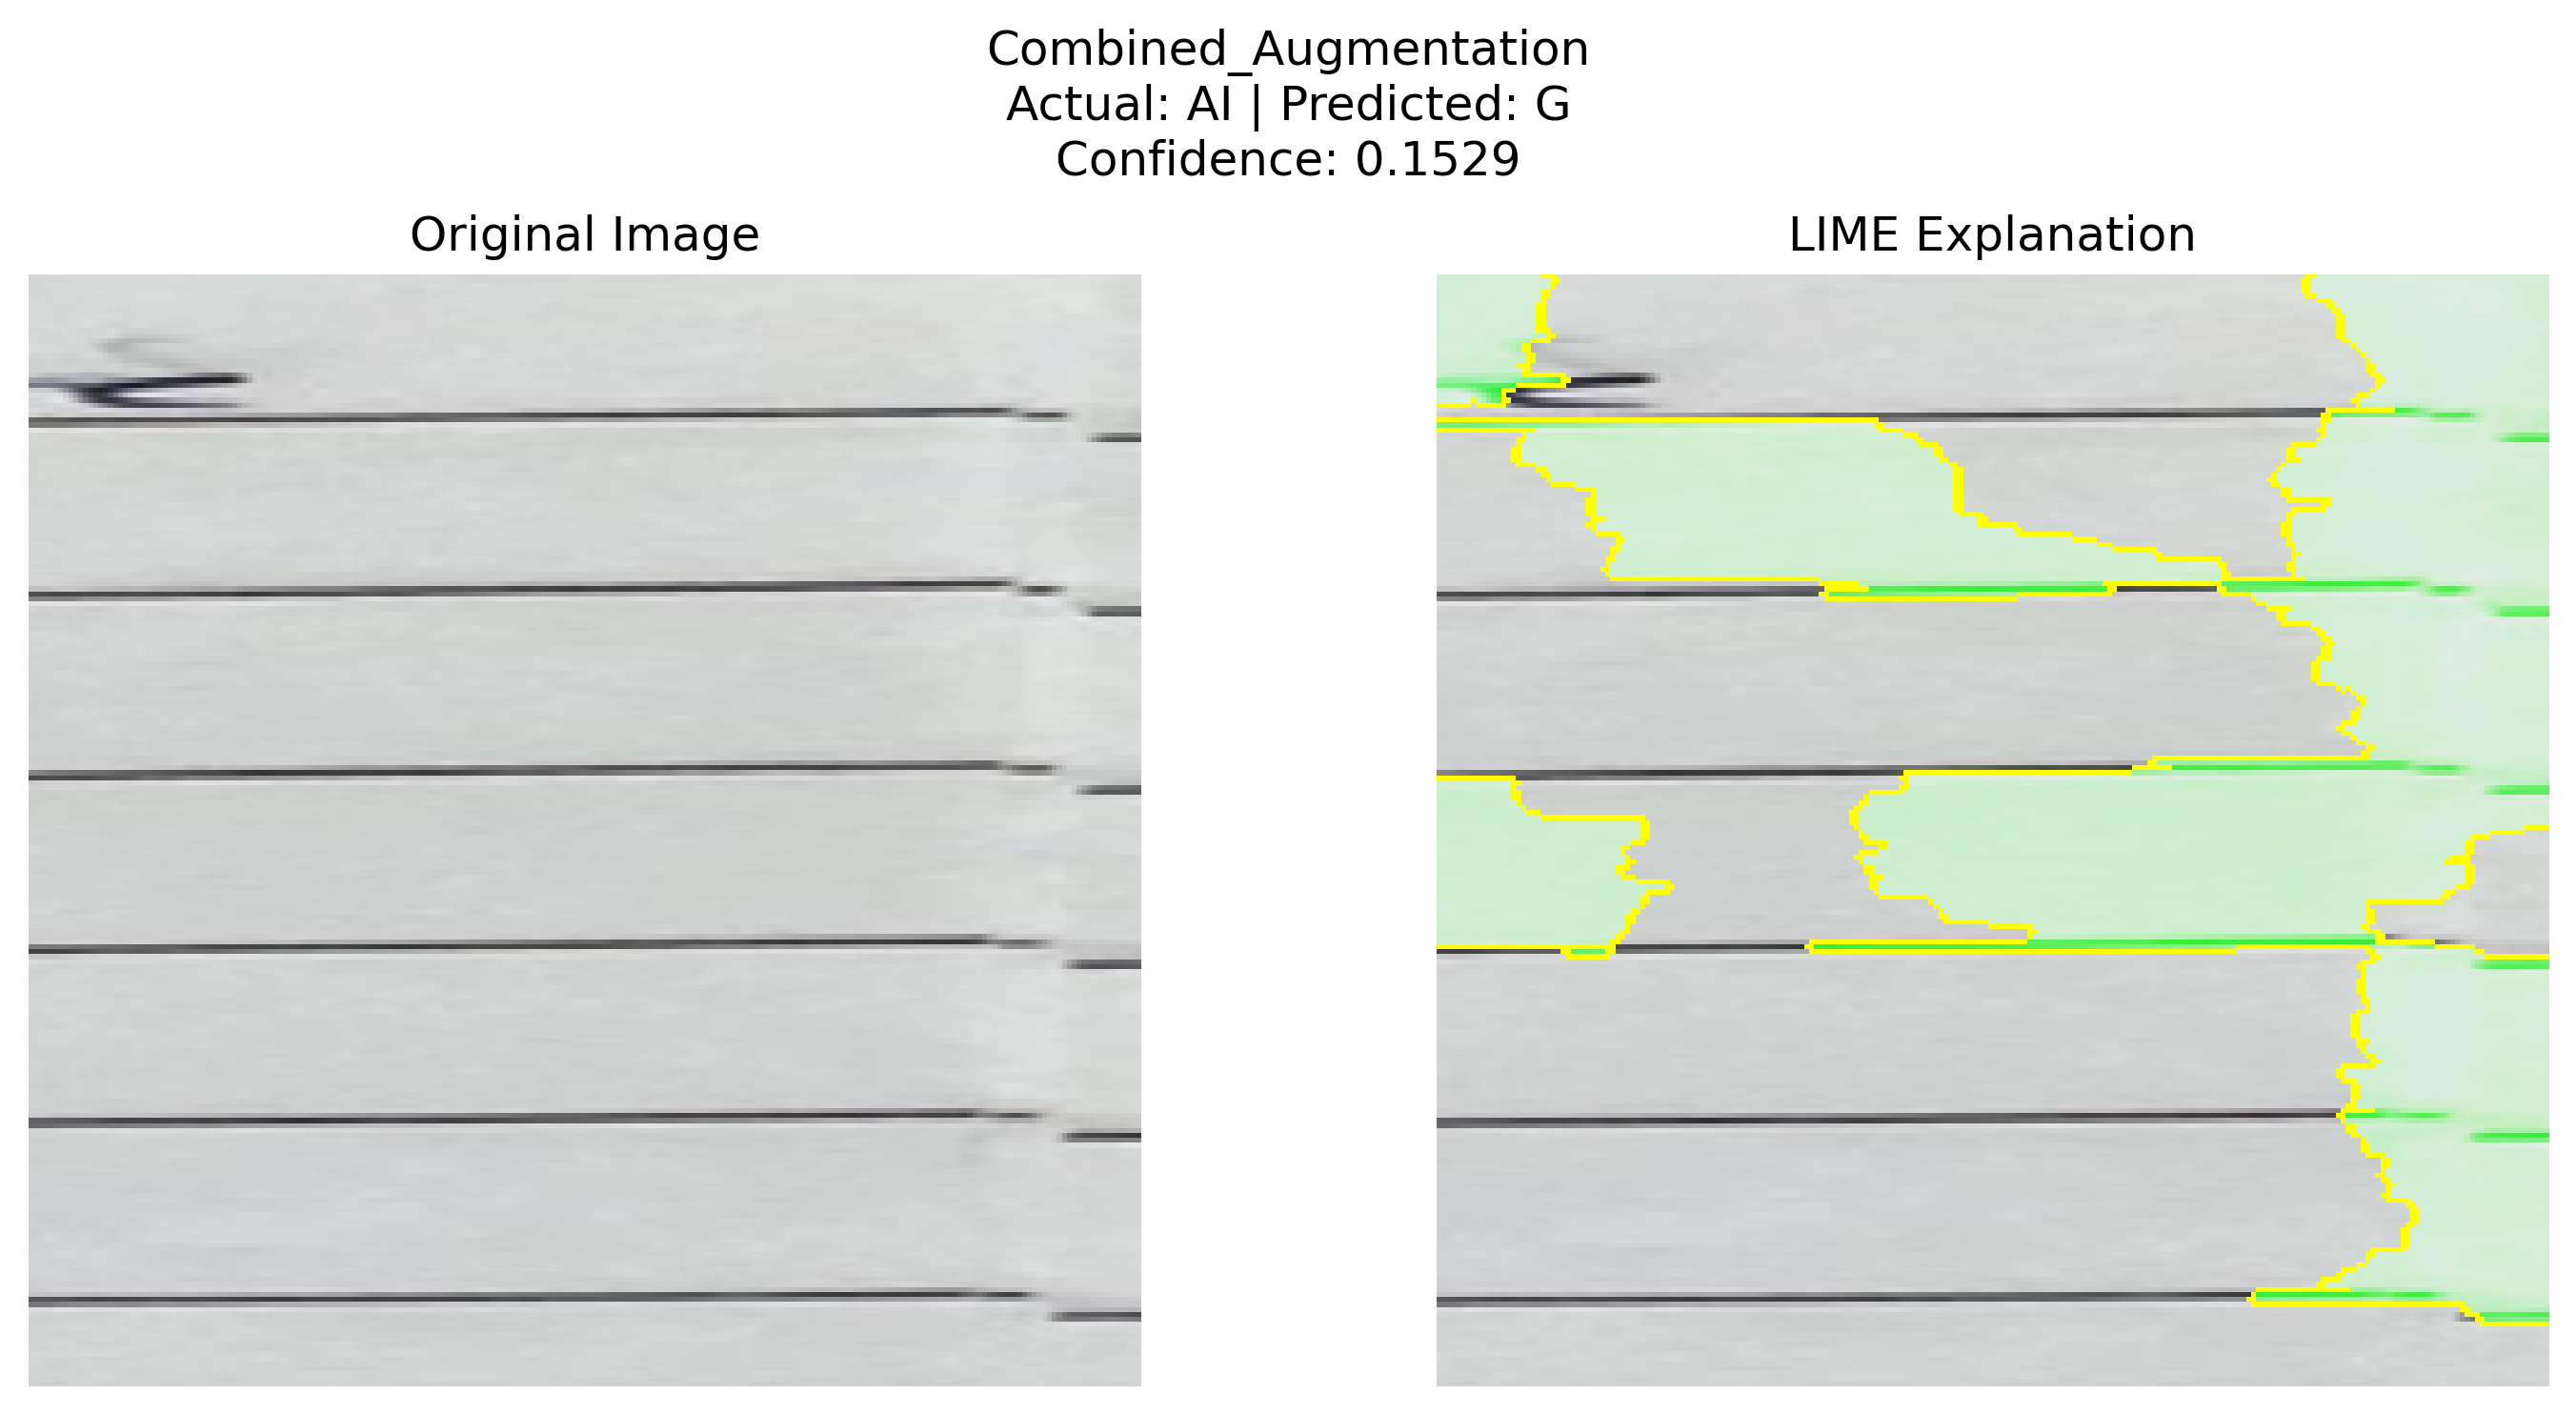 Combined_Augmentation
Actual: AI | Predicted: G
Confidence: 0.1529
Original Image
LIME Explanation